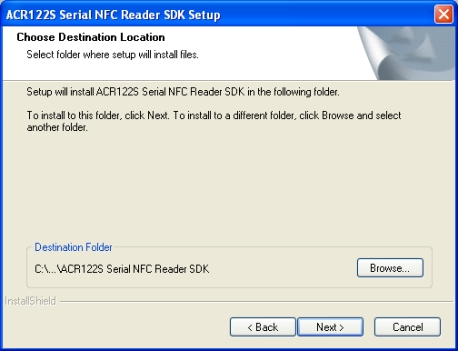 ACR122S Serial NFC Reader SDK Setup
Choose Destination Location
Select folder where setup will install files.
Setup will install ACR122S Serial NFC Reader SDK in the following folder.
To install to this folder, click Next. To install to a different folder, click Browse and select
another folder.
Destination Folder
C:\...\ACR122S Serial NFC Reader SDK
Browse...
InstallShield
< Back
Next >
Cancel